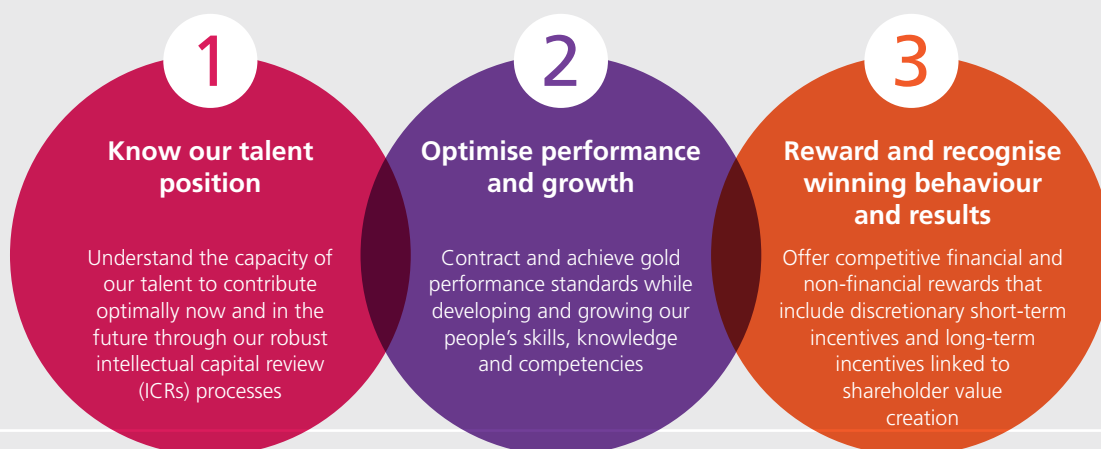 1
Know our talent
position
Understand the capacity of
our talent to contribute
optimally now and in the
future through our robust
intellectual capital review
(ICRs) processes
2
Optimise performance
and growth
Contract and achieve gold
performance standards while
developing and growing our
people's skills, knowledge
and competencies
3
Reward and recognise
winning behaviour
and results
Offer competitive financial and
non-financial rewards that
include discretionary short-term
incentives and long-term
incentives linked to
shareholder value
creation